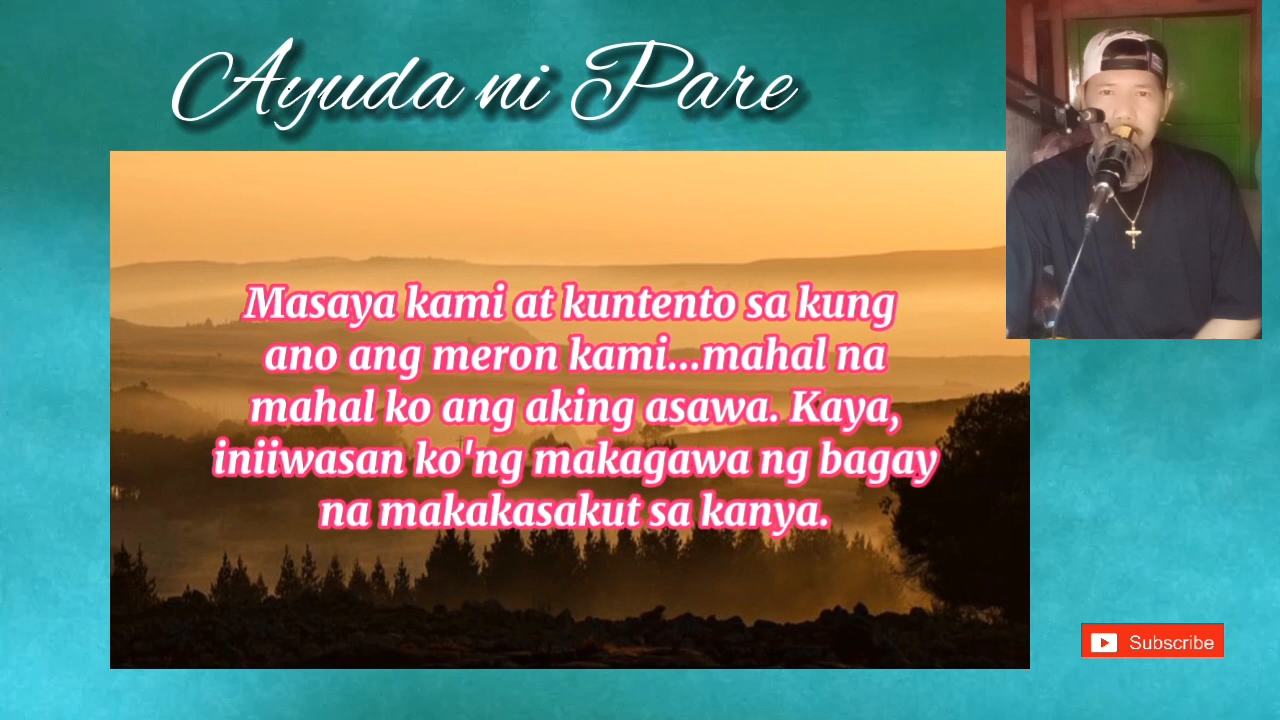 Ayuda ni Pare
Masaya kami at kuntento sa kung
ano ang meron kami...mahal na
mahal ko ang aking asawa. Kaya,
iniiwasan ko'ng makagawa ng bagay
na makakasakut sa kanya.
Subscribe